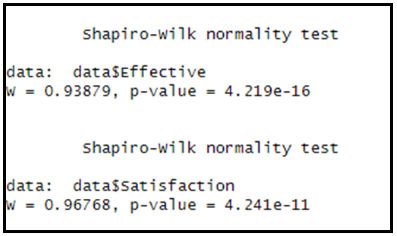 Shapiro-Wilk normality test
data: data$Effective
W = 0.93879, p-value = 4.219e-16
Shapiro-Wilk normality test
data: data$Satisfaction
W = 0.96768, p-value = 4.241e-11